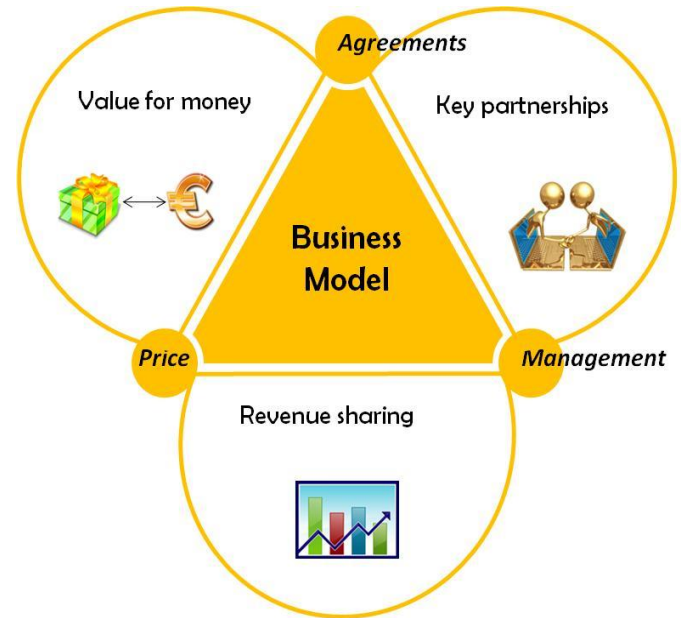 Agreements
Value for money
Key partnerships
€
Business
Model
Price
Management
Revenue sharing